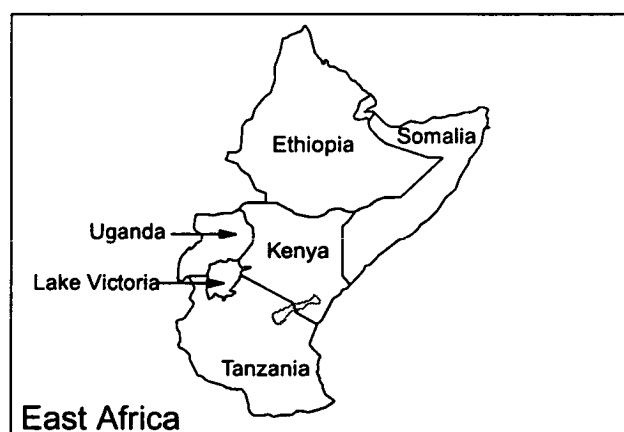 Ethiopia
Somalia
Uganda
Kenya
Lake Victoria
Tanzania
East Africa